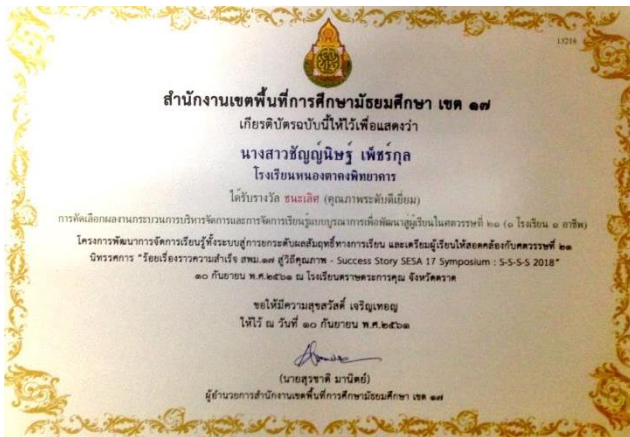 13216
สำนักงานเขตพื้นที่การศึกษามัธยมศึกษา เขต ๑๗
เกียรติบัตรฉบับนี้ให้ไว้เพื่อแสดงว่า
นางสาวชัญญ์นิษฐ์ เพ็ชร์กุล
โรงเรียนหนองตาคงพิทยาคาร
ได้รับรางวัล ชนะเลิศ (คุณภาพระดับดีเยี่ยม)
การคัดเลือกผลงานกระบวนการบริหารจัดการและการจัดการเรียนรู้แบบบูรณาการเพื่อพัฒนาสู่ผู้เรียนในศตวรรษที่ ๒๑ (๑ โรงเรียน ๑ อาชีพ)
โครงการพัฒนาการจัดการเรียนรู้ทั้งระบบสู่การยกระดับผลสัมฤทธิ์ทางการเรียน และเตรียมผู้เรียนให้สอดคล้องกับศตวรรษที่ ๒๑
นิทรรศการ "ร้อยเรื่องราวความสำเร็จ สพม.๑๗ สู่วิถีคุณภาพ - Success Story SESA 17 Symposium : S-S-S-S 2018"
๑๐ กันยายน พ.ศ.๒๕๖๑ ณ โรงเรียนตราษตระการคุณ จังหวัดตราด
ขอให้มีความสุขสวัสดิ์ เจริญเทอญ
ให้ไว้ ณ วันที่ ๑๐ กันยายน พ.ศ.๒๕๖๑
(นายสุรชาติ มานิตย์)
ผู้อำนวยการสำนักงานเขตพื้นที่การศึกษามัธยมศึกษา เขต ๑๗